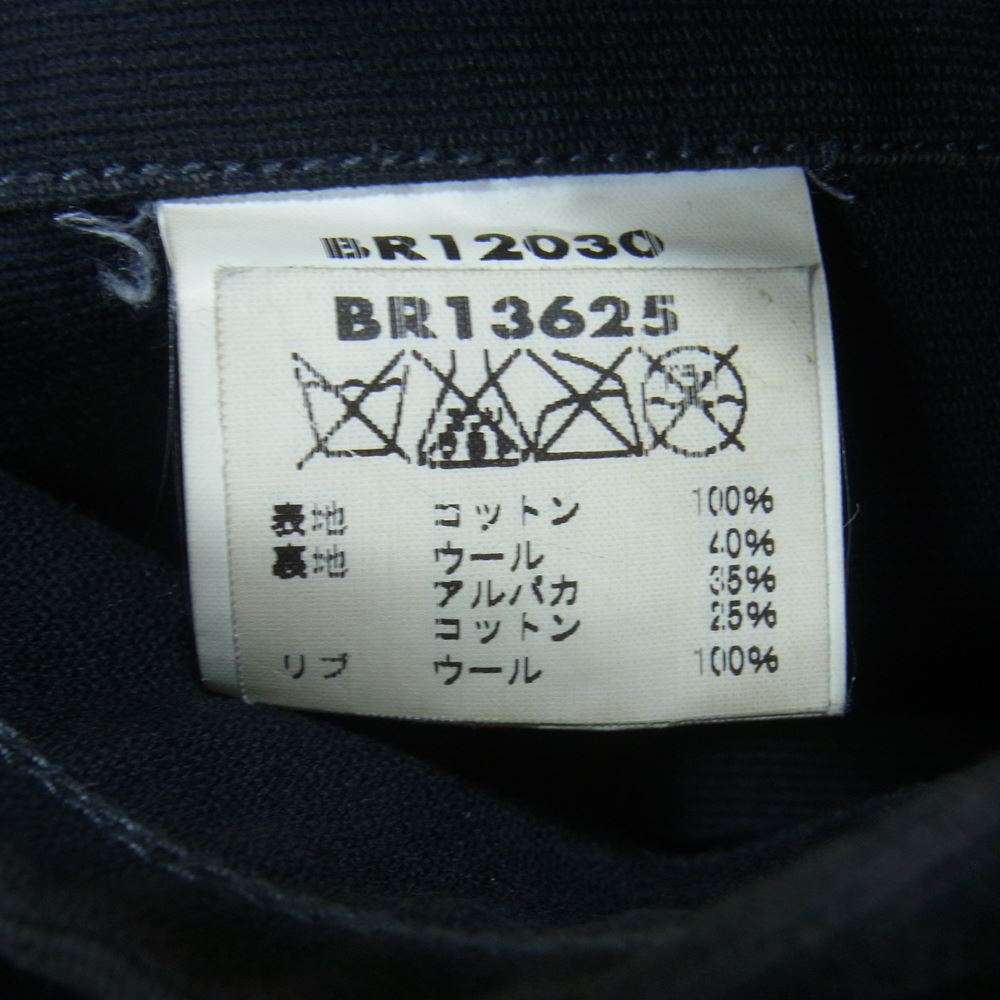 BR12030
BR13625
表地 コットン 100%
裏地 ウール 40%
アルパカ 35%
コットン 25%
リブ ウール 100%